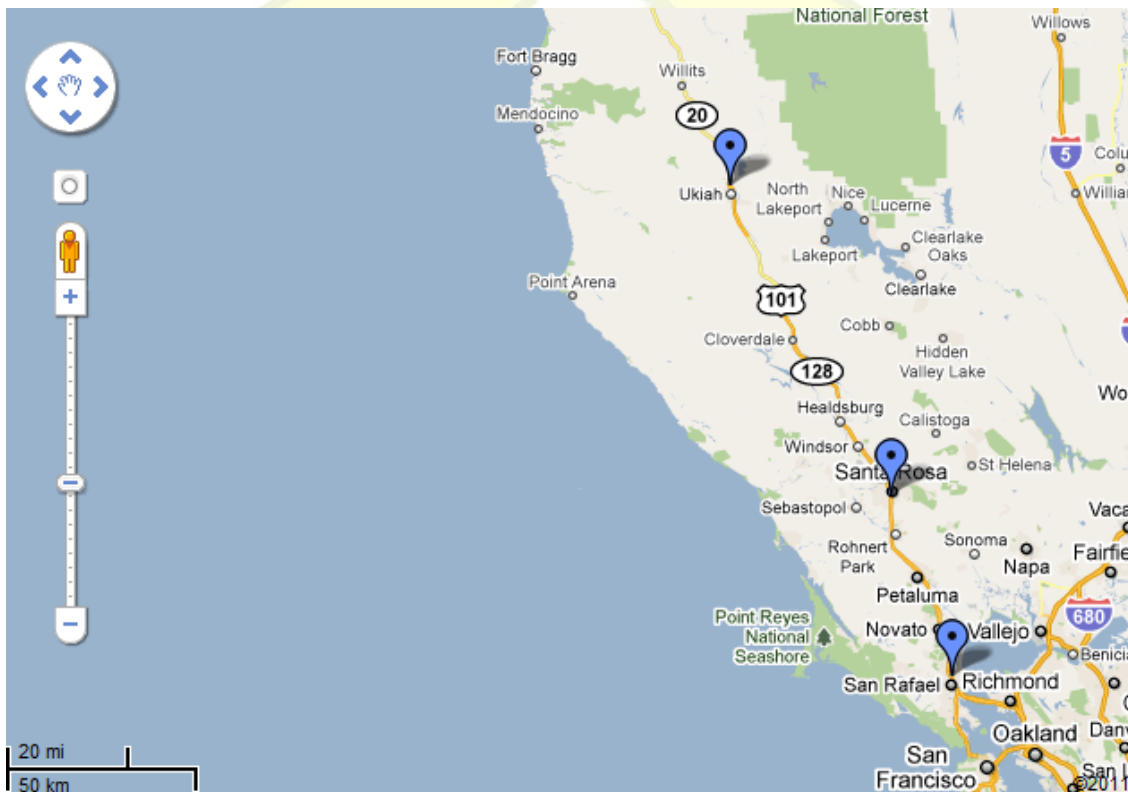 National Forest
Willows
Fort Bragg
Willits
Mendocino
20
5
Colu
Ukiah
North
Lakeport
Nice
Lucerne
William
Lakeport
Clearlake
Oaks
Clearlake
Point Arena
101
Cobb
Cloverdale
Hidden
Valley Lake
128
Wo
Healdsburg
Calistoga
Windsor
Santa Rosa
St Helena
Sebastopol
Vaca
Rohnert
Park
Sonoma
Napa
Fairfie
Petaluma
Point Reyes
National
Seashore
Novato
Vallejo
680
Benicia
San Rafael
Richmond
Oakland
Danv
San
Francisco
San L
©2011
20 mi
50 km